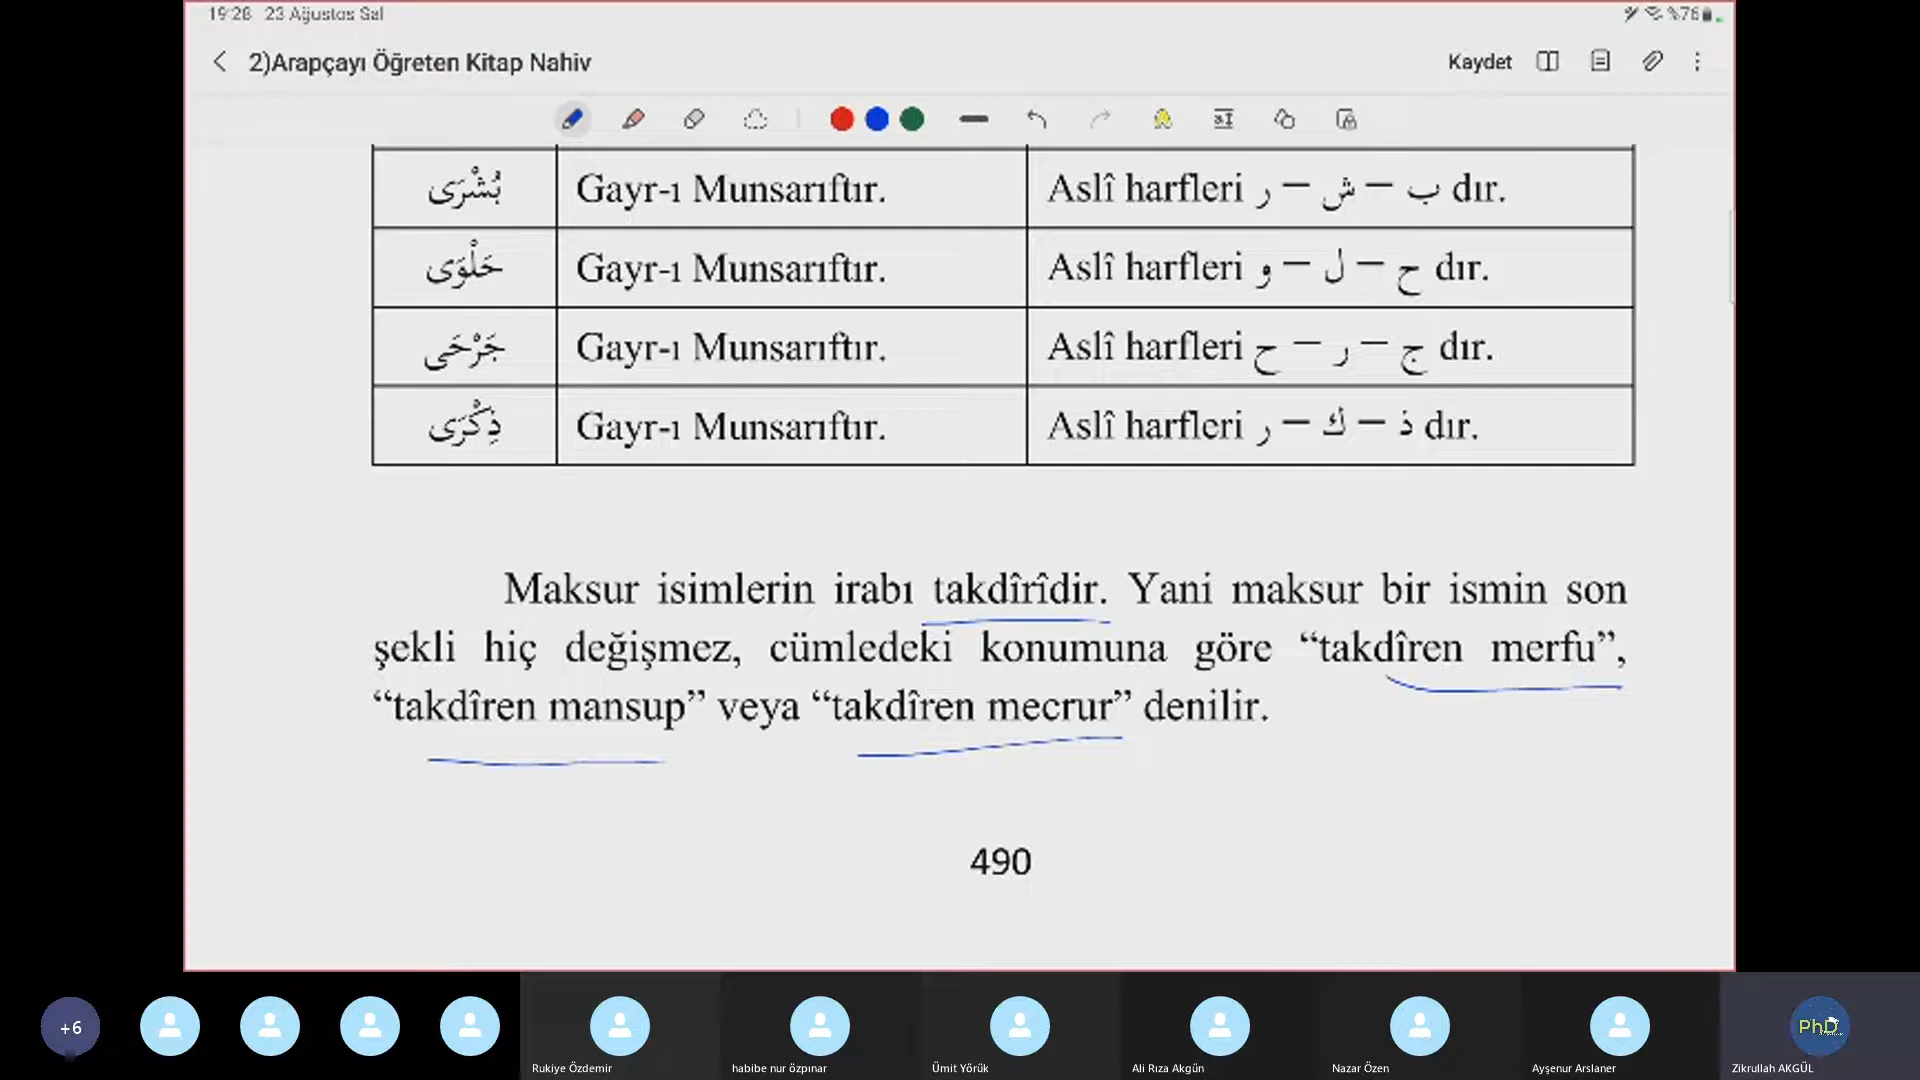 19:28 23 Ağustos Sal
%76
2)Arapçayı Öğreten Kitap Nahiv
Kaydet
بُشْرَى Gayr-ı Munsarıftır. Aslî harfleri ب – ش – ر dır.
حَلْوَى Gayr-ı Munsarıftır. Aslî harfleri ح – ل – و dır.
جَرْحَى Gayr-ı Munsarıftır. Aslî harfleri ج – ر – ح dır.
ذِكْرَى Gayr-ı Munsarıftır. Aslî harfleri ذ – ك – ر dır.
Maksur isimlerin irabı takdîrîdir. Yani maksur bir ismin son
şekli hiç değişmez, cümledeki konumuna göre “takdîren merfu”,
“takdîren mansup” veya “takdîren mecrur” denilir.
490
+6
PhD
Rukiye Özdemir
habibe nur özpınar
Ümit Yörük
Ali Rıza Akgün
Nazar Özen
Ayşenur Arslaner
Zikrullah AKGÜL